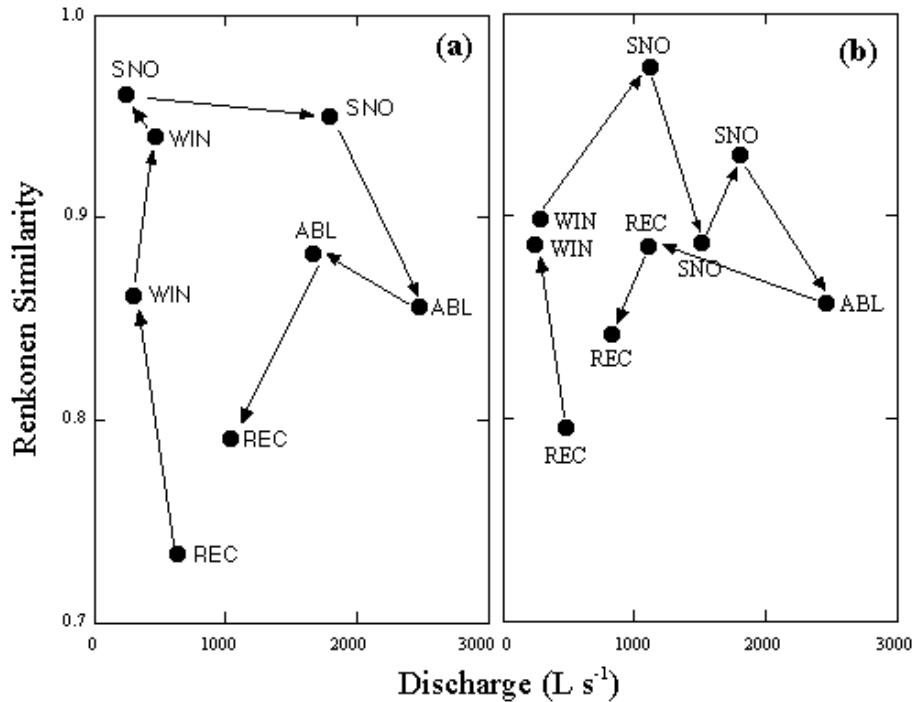 1.0
0.9
0.8
0.7
Renkonen Similarity
(a)
SNO
SNO
WIN
ABL
WIN
ABL
REC
REC
0 1000 2000 3000
(b)
SNO
SNO
WIN
REC
WIN
SNO
ABL
REC
REC
0 1000 2000 3000
Discharge (L s⁻¹)